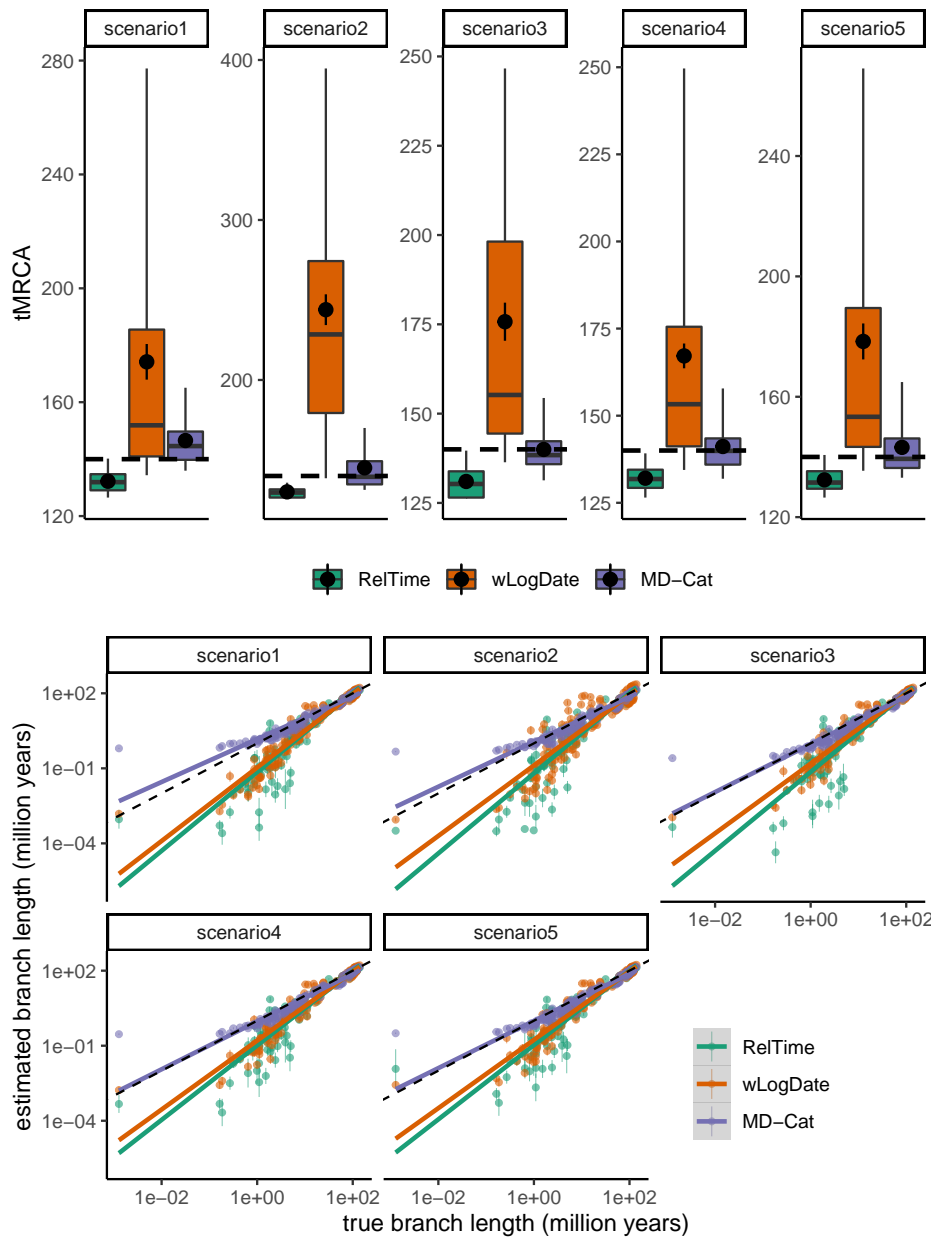 scenario1
scenario2
scenario3
scenario4
scenario5
tMRCA
280
240
200
160
120
400
300
200
250
225
200
175
150
125
250
225
200
175
150
125
240
200
160
120
RelTime
wLogDate
MD−Cat
scenario1
scenario2
scenario3
estimated branch length (million years)
1e+02
1e−01
1e−04
1e−02
1e+00
1e+02
scenario4
scenario5
1e+02
1e−01
1e−04
RelTime
wLogDate
MD−Cat
1e−02
1e+00
1e+02
1e−02
1e+00
1e+02
true branch length (million years)